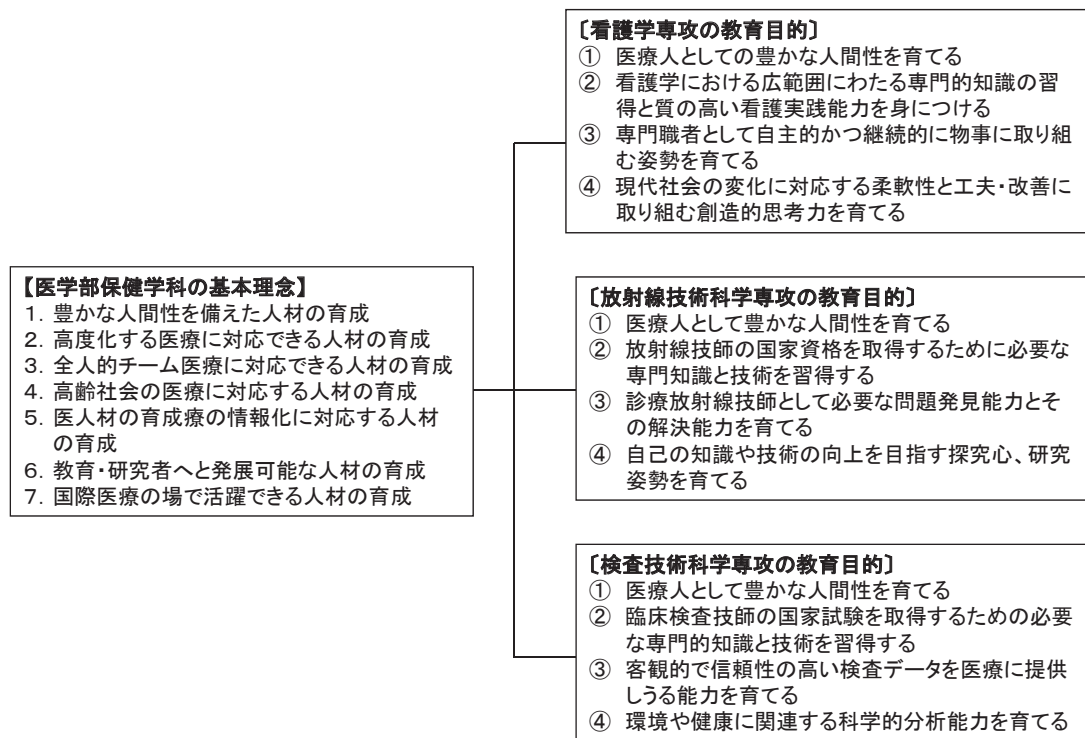 【医学部保健学科の基本理念】
1. 豊かな人間性を備えた人材の育成
2. 高度化する医療に対応できる人材の育成
3. 全人的チーム医療に対応できる人材の育成
4. 高齢社会の医療に対応する人材の育成
5. 医人材の育成療の情報化に対応する人材
の育成
6. 教育・研究者へと発展可能な人材の育成
7. 国際医療の場で活躍できる人材の育成
〔看護学専攻の教育目的〕
① 医療人としての豊かな人間性を育てる
② 看護学における広範囲にわたる専門的知識の習
得と質の高い看護実践能力を身につける
③ 専門職者として自主的かつ継続的に物事に取り組
む姿勢を育てる
④ 現代社会の変化に対応する柔軟性と工夫・改善に
取り組む創造的思考力を育てる
〔放射線技術科学専攻の教育目的〕
① 医療人として豊かな人間性を育てる
② 放射線技師の国家資格を取得するために必要な
専門知識と技術を習得する
③ 診療放射線技師として必要な問題発見能力とそ
の解決能力を育てる
④ 自己の知識や技術の向上を目指す探究心、研究
姿勢を育てる
〔検査技術科学専攻の教育目的〕
① 医療人として豊かな人間性を育てる
② 臨床検査技師の国家試験を取得するための必要
な専門的知識と技術を習得する
③ 客観的で信頼性の高い検査データを医療に提供
しうる能力を育てる
④ 環境や健康に関連する科学的分析能力を育てる